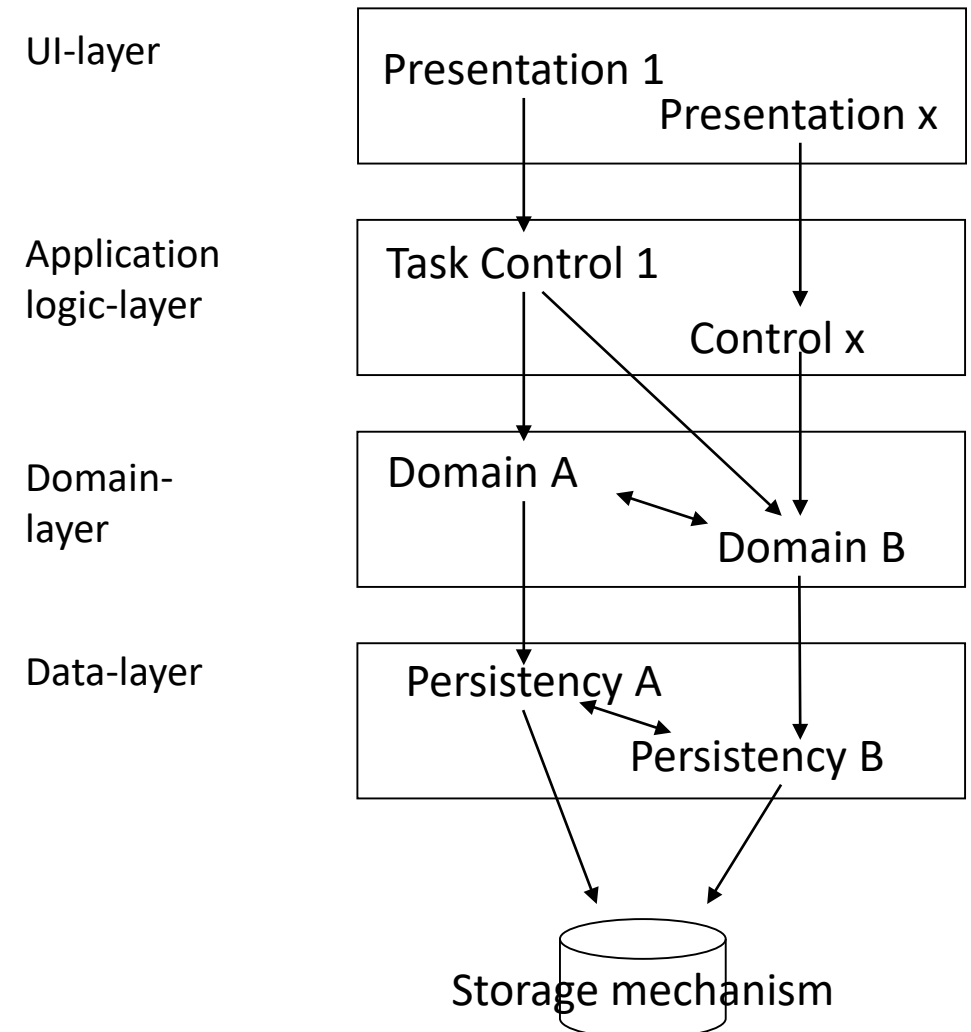 UI-layer
Presentation 1
Presentation x
Application
logic-layer
Task Control 1
Control x
Domain-
layer
Domain A
Domain B
Data-layer
Persistency A
Persistency B
Storage mechanism